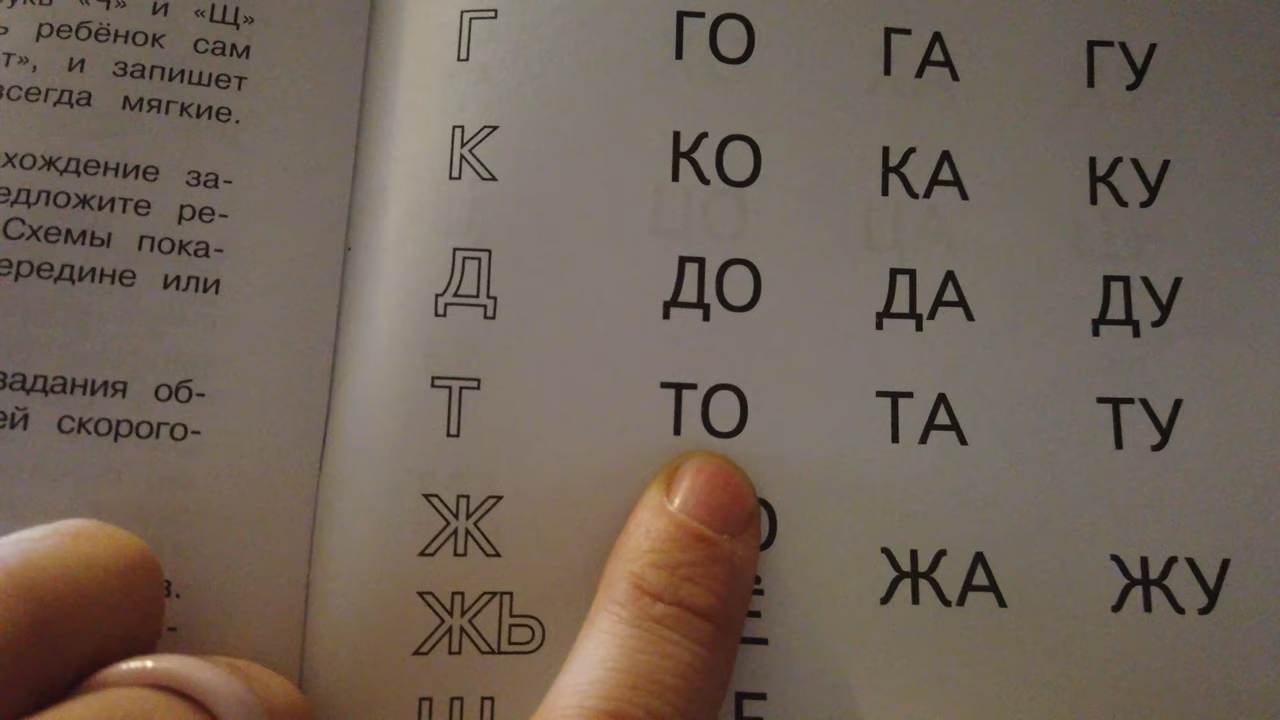 и «Щ»
ребёнок сам
и запишет
всегда мягкие.
хождение за-
едложите ре-
Схемы пока-
ередине или
задания об-
ей скорого-
Г ГО ГА ГУ
К КО КА КУ
Д ДО ДА ДУ
Т ТО ТА ТУ
Ж ЖА ЖУ
ЖЬ